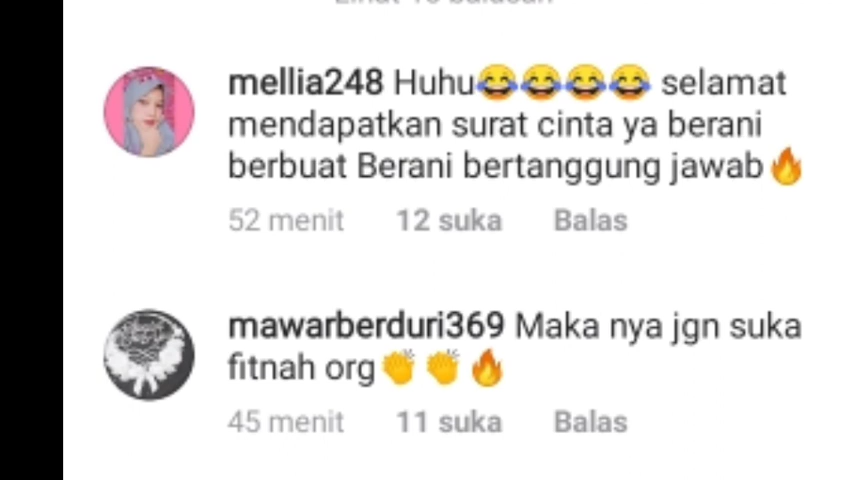 mellia248 Huhu😂😂😂😂 selamat
mendapatkan surat cinta ya berani
berbuat Berani bertanggung jawab🔥
52 menit 12 suka Balas
mawarberduri369 Maka nya jgn suka
fitnah org👏👏🔥
45 menit 11 suka Balas